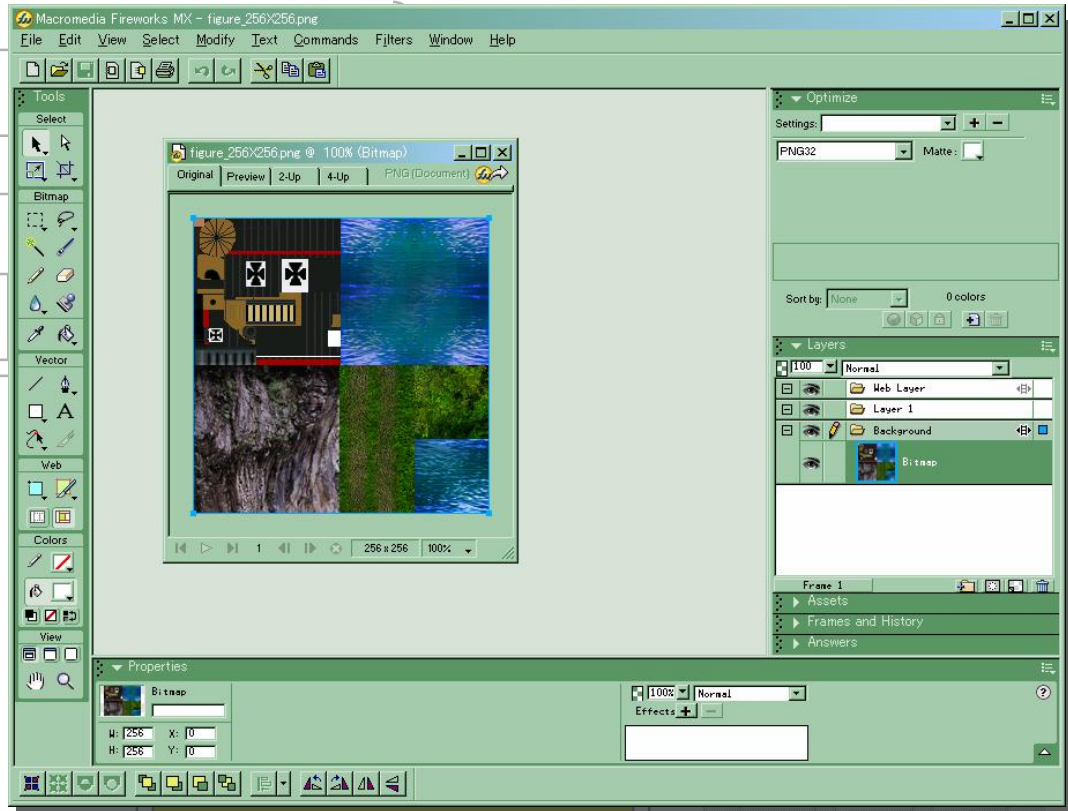 Macromedia Fireworks MX - figure_256X256.png
File Edit View Select Modify Text Commands Filters Window Help
Tools
Select
Bitmap
Vector
Web
Colors
View
figure_256X256.png @ 100% (Bitmap)
Original Preview 2-Up 4-Up PNG (Document)
1 256 x 256 100%
Optimize
Settings:
PNG32 Matte:
Sort by: None 0 colors
Layers
100 Normal
Web Layer
Layer 1
Background
Bitmap
Frame 1
Assets
Frames and History
Answers
Properties
Bitmap
W: 256 X: 0
H: 256 Y: 0
100% Normal
Effects